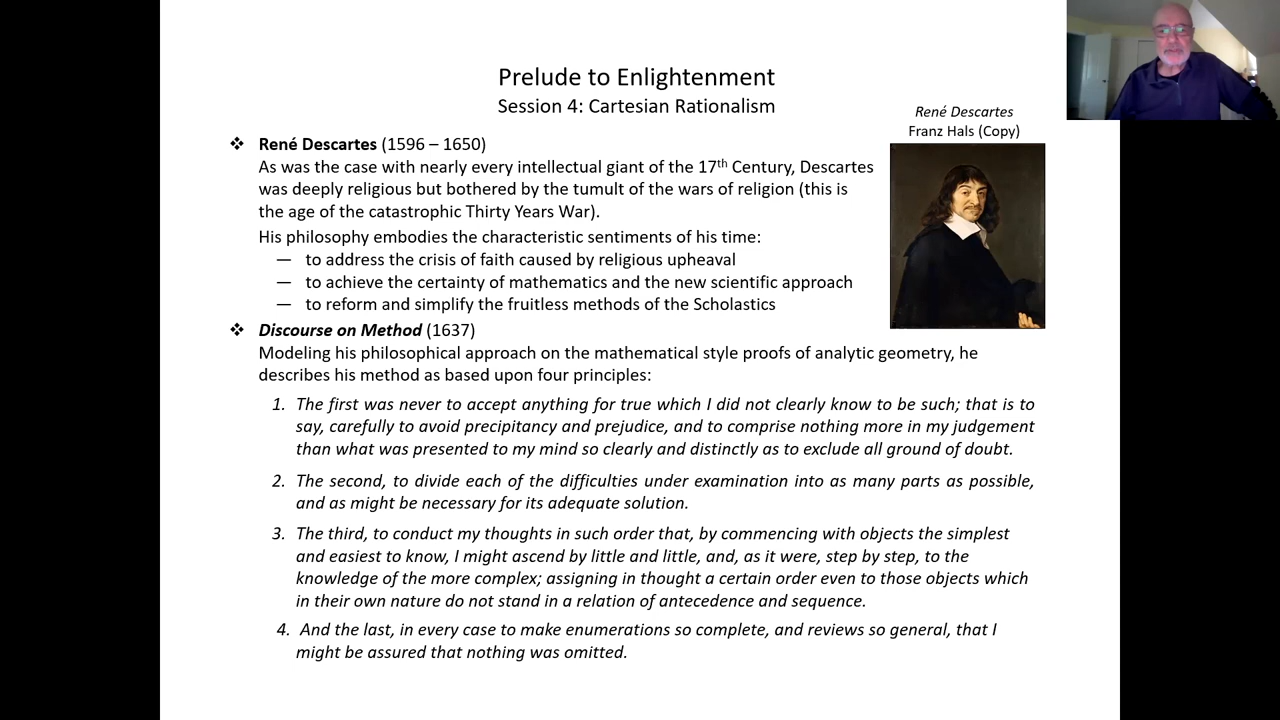 Prelude to Enlightenment
Session 4: Cartesian Rationalism
René Descartes
Franz Hals (Copy)
❖ René Descartes (1596 – 1650)
As was the case with nearly every intellectual giant of the 17th Century, Descartes
was deeply religious but bothered by the tumult of the wars of religion (this is
the age of the catastrophic Thirty Years War).
His philosophy embodies the characteristic sentiments of his time:
— to address the crisis of faith caused by religious upheaval
— to achieve the certainty of mathematics and the new scientific approach
— to reform and simplify the fruitless methods of the Scholastics
❖ Discourse on Method (1637)
Modeling his philosophical approach on the mathematical style proofs of analytic geometry, he
describes his method as based upon four principles:
1. The first was never to accept anything for true which I did not clearly know to be such; that is to
say, carefully to avoid precipitancy and prejudice, and to comprise nothing more in my judgement
than what was presented to my mind so clearly and distinctly as to exclude all ground of doubt.
2. The second, to divide each of the difficulties under examination into as many parts as possible,
and as might be necessary for its adequate solution.
3. The third, to conduct my thoughts in such order that, by commencing with objects the simplest
and easiest to know, I might ascend by little and little, and, as it were, step by step, to the
knowledge of the more complex; assigning in thought a certain order even to those objects which
in their own nature do not stand in a relation of antecedence and sequence.
4. And the last, in every case to make enumerations so complete, and reviews so general, that I
might be assured that nothing was omitted.